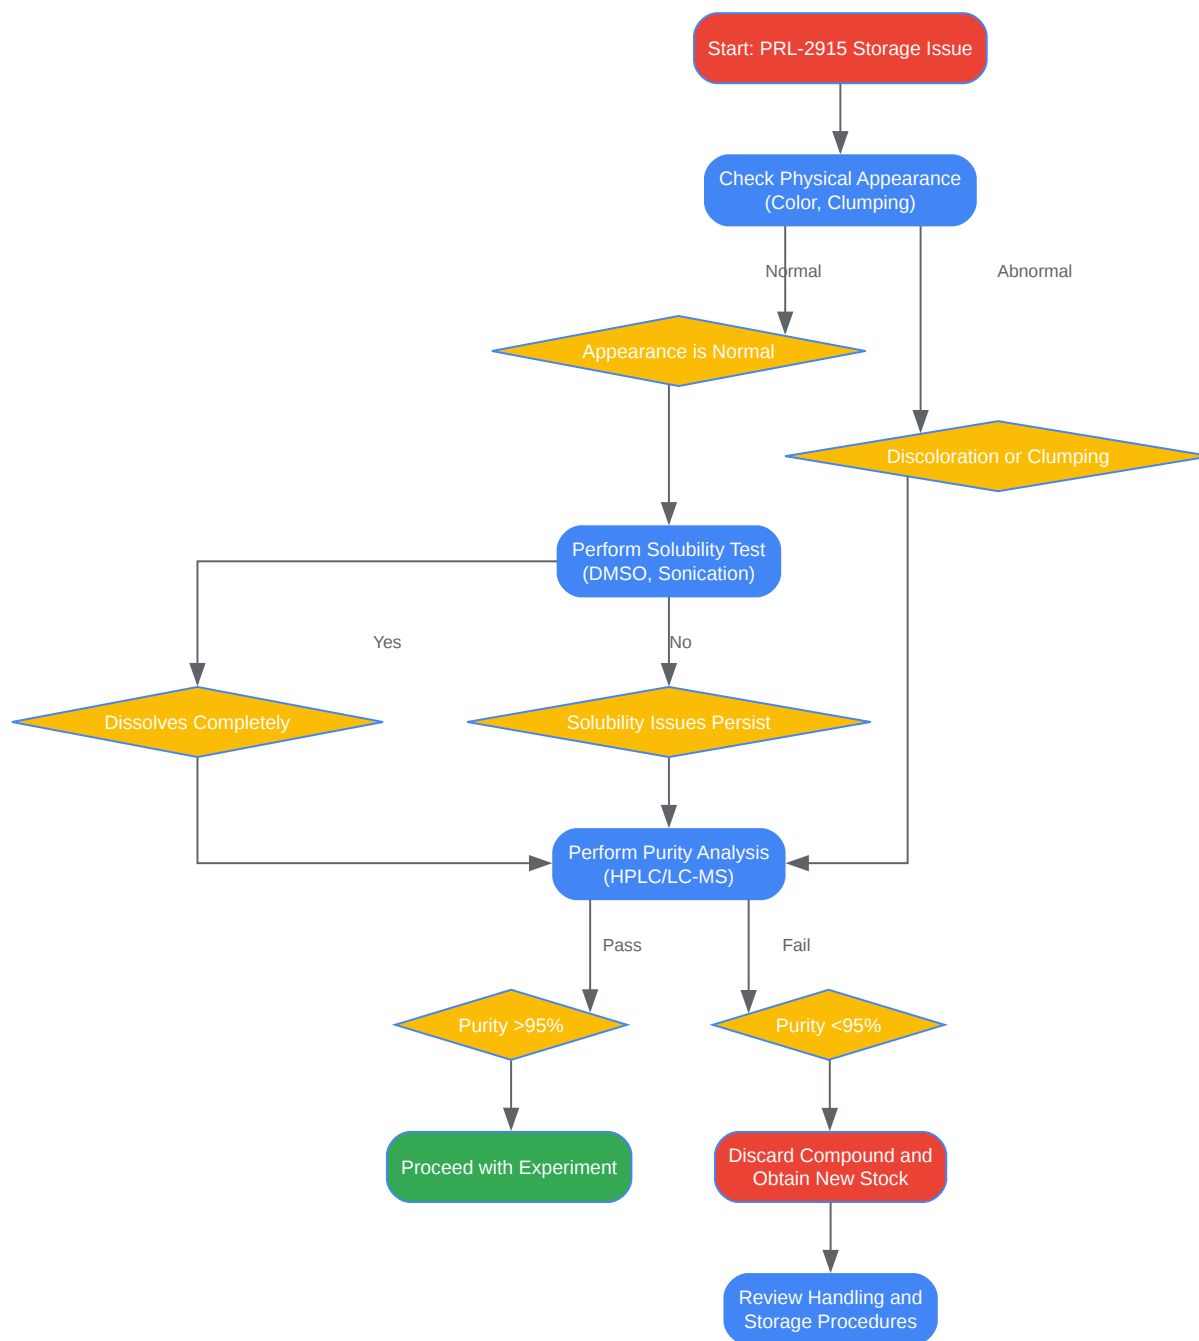 Start: PRL-2915 Storage Issue
Check Physical Appearance
(Color, Clumping)
Normal
Abnormal
Appearance is Normal
Discoloration or Clumping
Perform Solubility Test
(DMSO, Sonication)
Yes
No
Dissolves Completely
Solubility Issues Persist
Perform Purity Analysis
(HPLC/LC-MS)
Pass
Fail
Purity >95%
Purity <95%
Proceed with Experiment
Discard Compound and
Obtain New Stock
Review Handling and
Storage Procedures